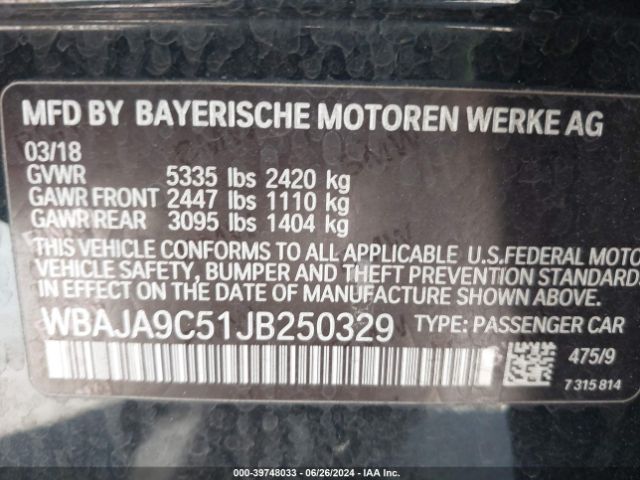 MFD BY BAYERISCHE MOTOREN WERKE AG
03/18
GVWR 5335 lbs 2420 kg
GAWR FRONT 2447 lbs 1110 kg
GAWR REAR 3095 lbs 1404 kg
THIS VEHICLE CONFORMS TO ALL APPLICABLE U.S.FEDERAL MOTO
VEHICLE SAFETY, BUMPER AND THEFT PREVENTION STANDARDS
IN EFFECT ON THE DATE OF MANUFACTURE SHOWN ABOVE.
WBAJA9C51JB250329 TYPE: PASSENGER CAR
475/9
7 315 814
000-39748033 — 06/26/2024 — IAA Inc.